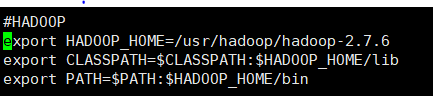 #HADOOP
export HADOOP_HOME=/usr/hadoop/hadoop-2.7.6
export CLASSPATH=$CLASSPATH:$HADOOP_HOME/lib
export PATH=$PATH:$HADOOP_HOME/bin